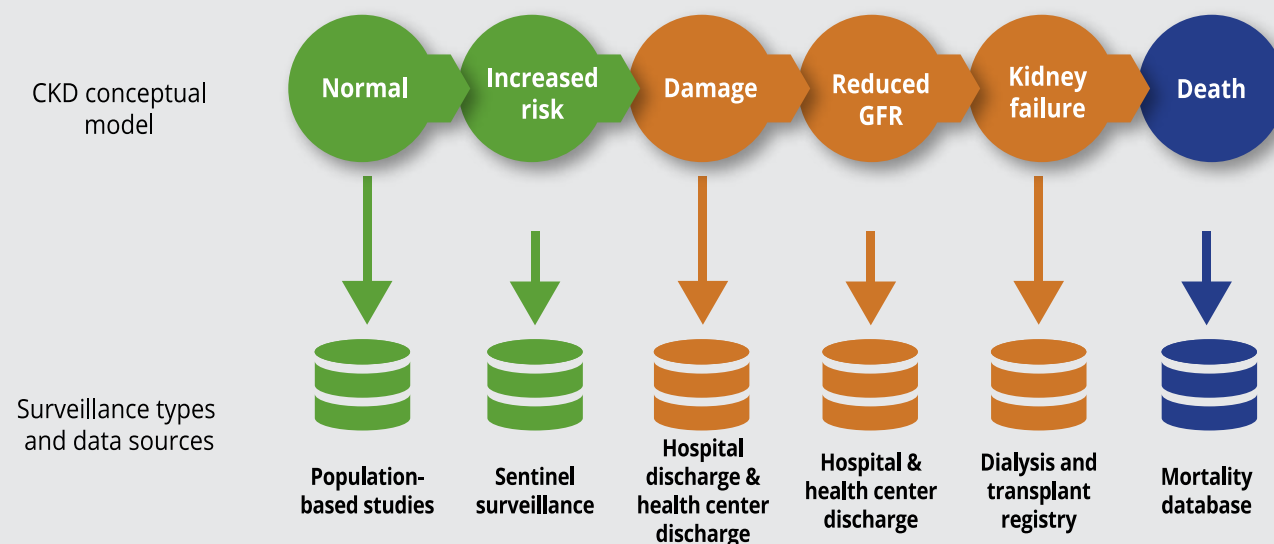 CKD conceptual
model
Normal
Increased
risk
Damage
Reduced
GFR
Kidney
failure
Death
Surveillance types
and data sources
Population-
based studies
Sentinel
surveillance
Hospital
discharge &
health center
discharge
Hospital &
health center
discharge
Dialysis and
transplant
registry
Mortality
database